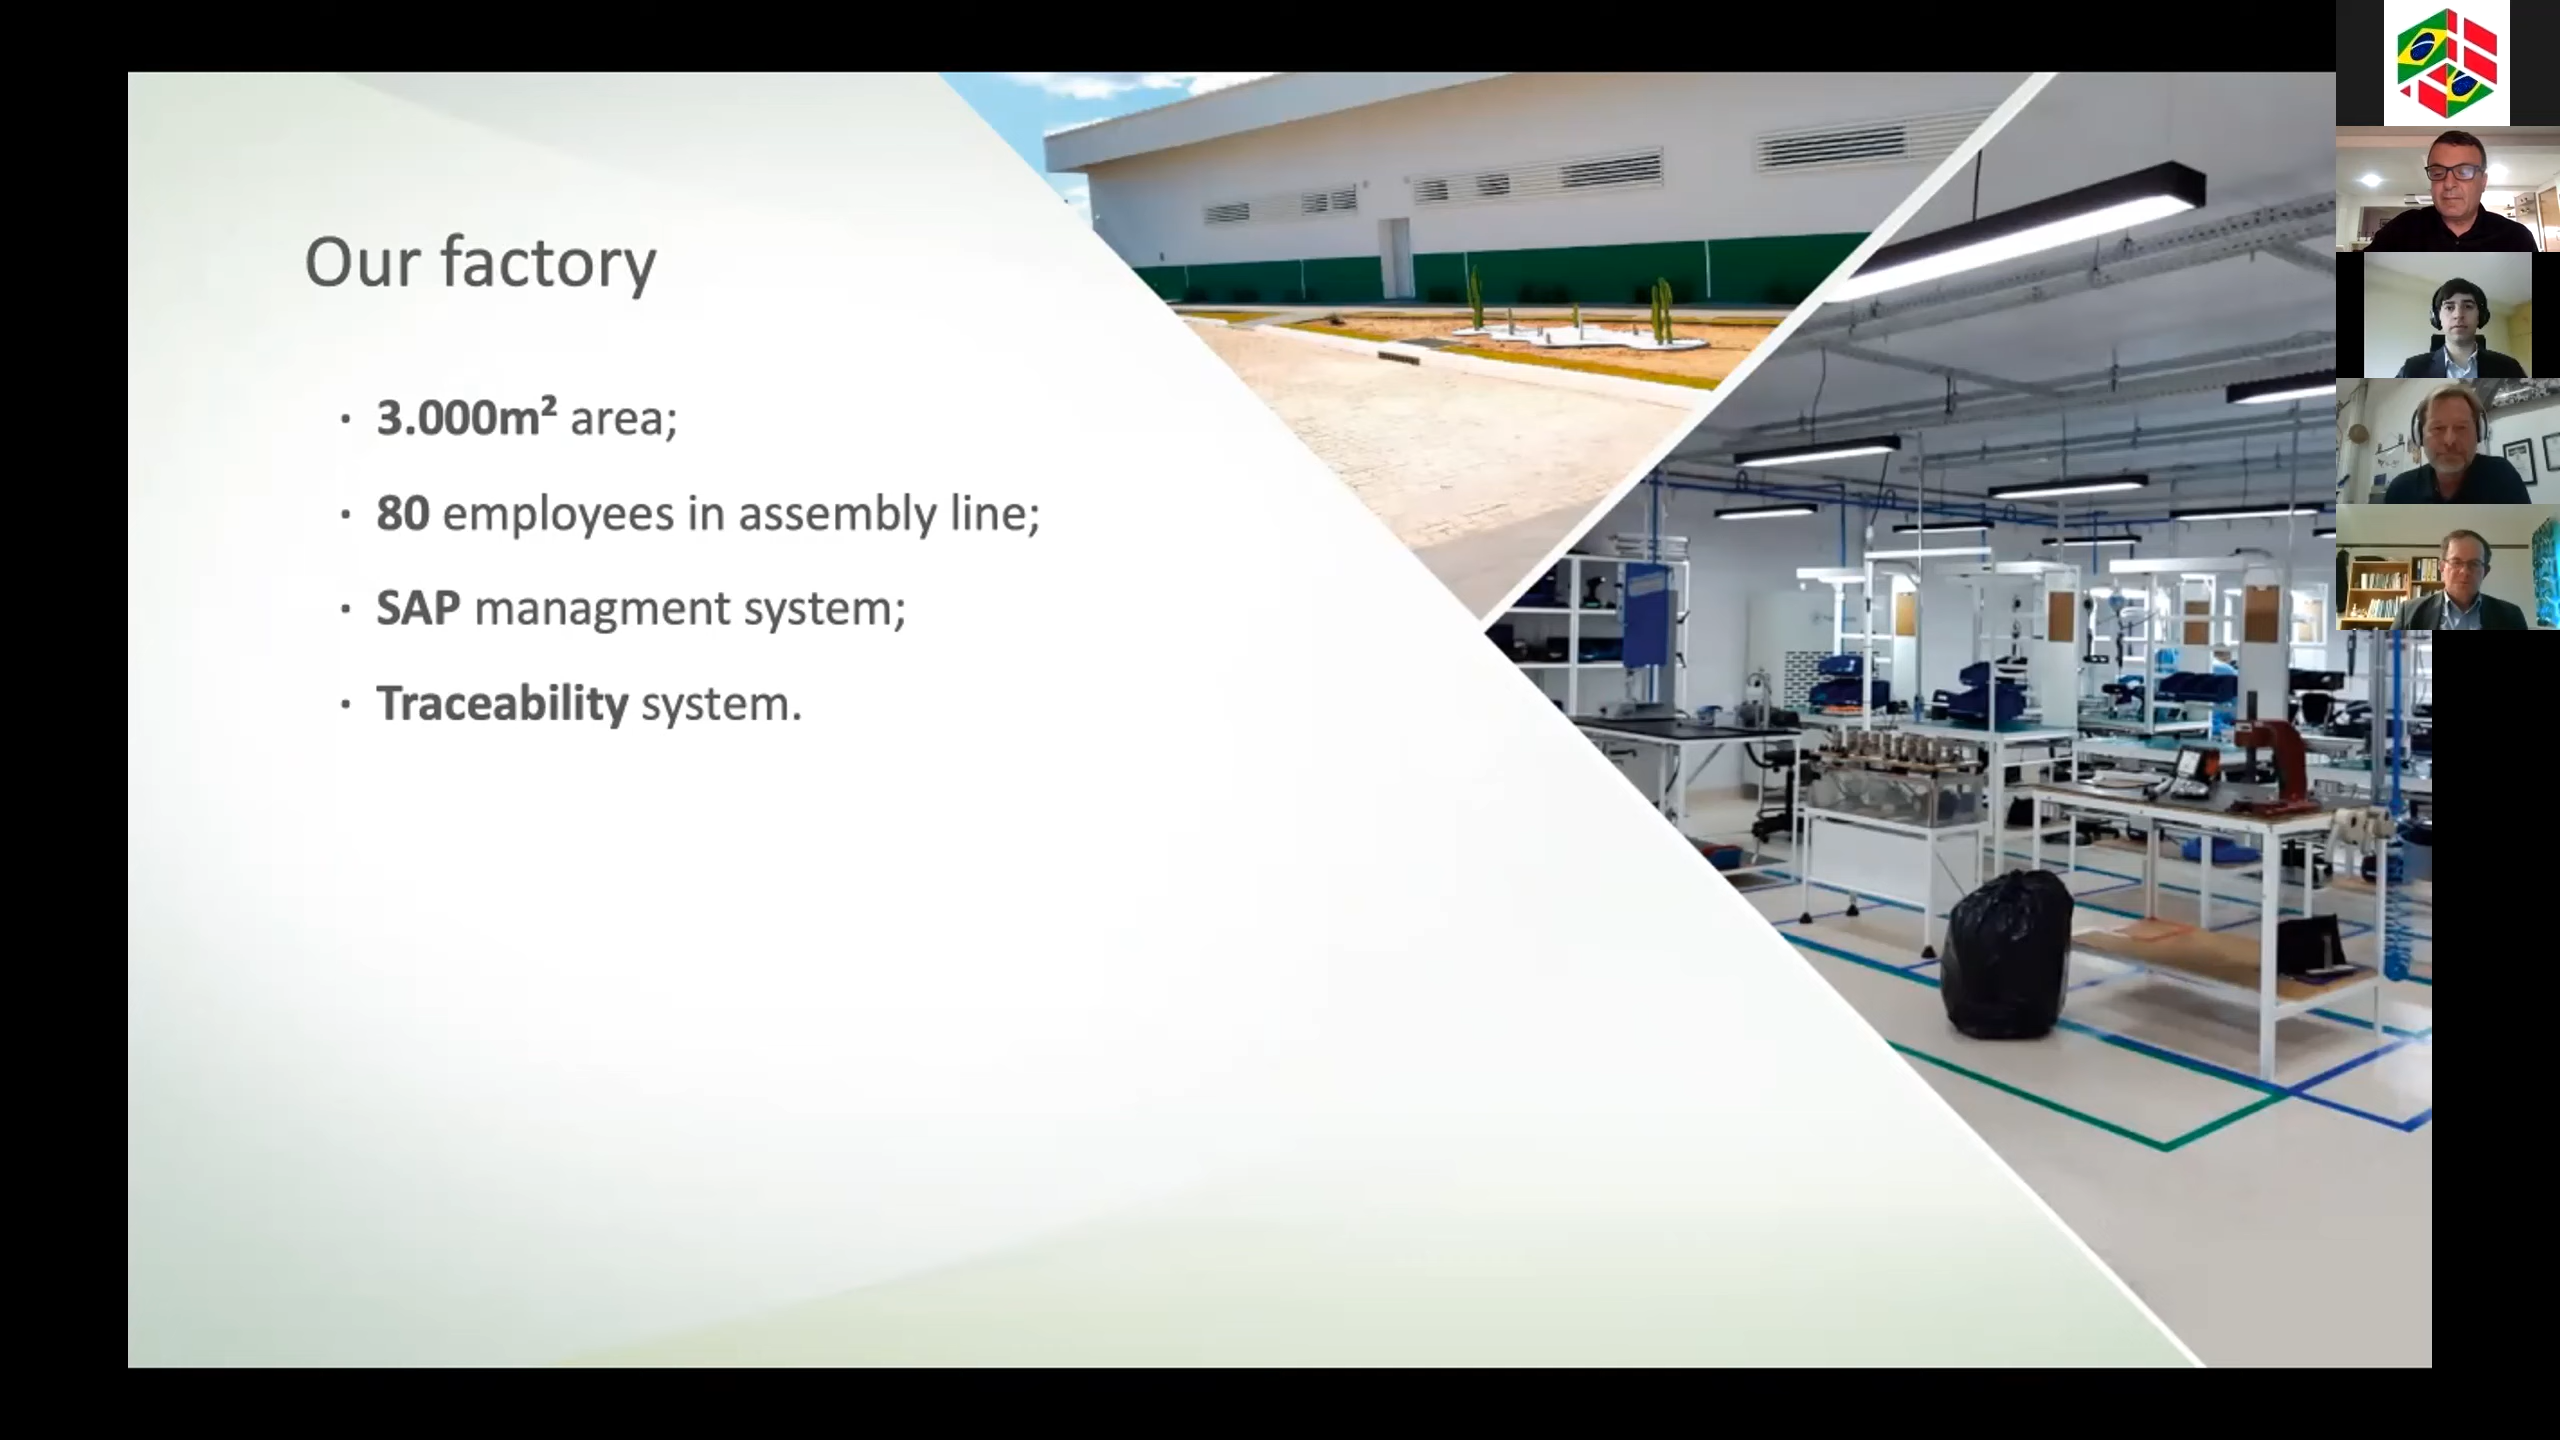 Our factory
· 3.000m² area;
· 80 employees in assembly line;
· SAP managment system;
· Traceability system.